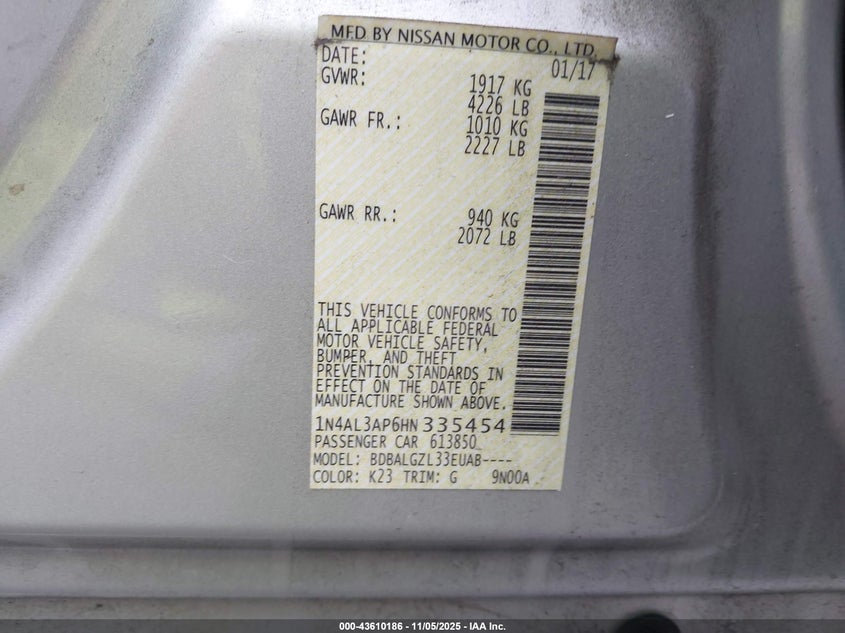 MFD BY NISSAN MOTOR CO., LTD.
DATE: 01/17
GVWR: 1917 KG
4226 LB
GAWR FR.: 1010 KG
2227 LB
GAWR RR.: 940 KG
2072 LB
THIS VEHICLE CONFORMS TO
ALL APPLICABLE FEDERAL
MOTOR VEHICLE SAFETY,
BUMPER, AND THEFT
PREVENTION STANDARDS IN
EFFECT ON THE DATE OF
MANUFACTURE SHOWN ABOVE.
1N4AL3AP6HN335454
PASSENGER CAR 613850
MODEL: BDBALGZL33EUAB----
COLOR: K23 TRIM: G 9N00A
000-43610186 - 11/05/2025 - IAA Inc.